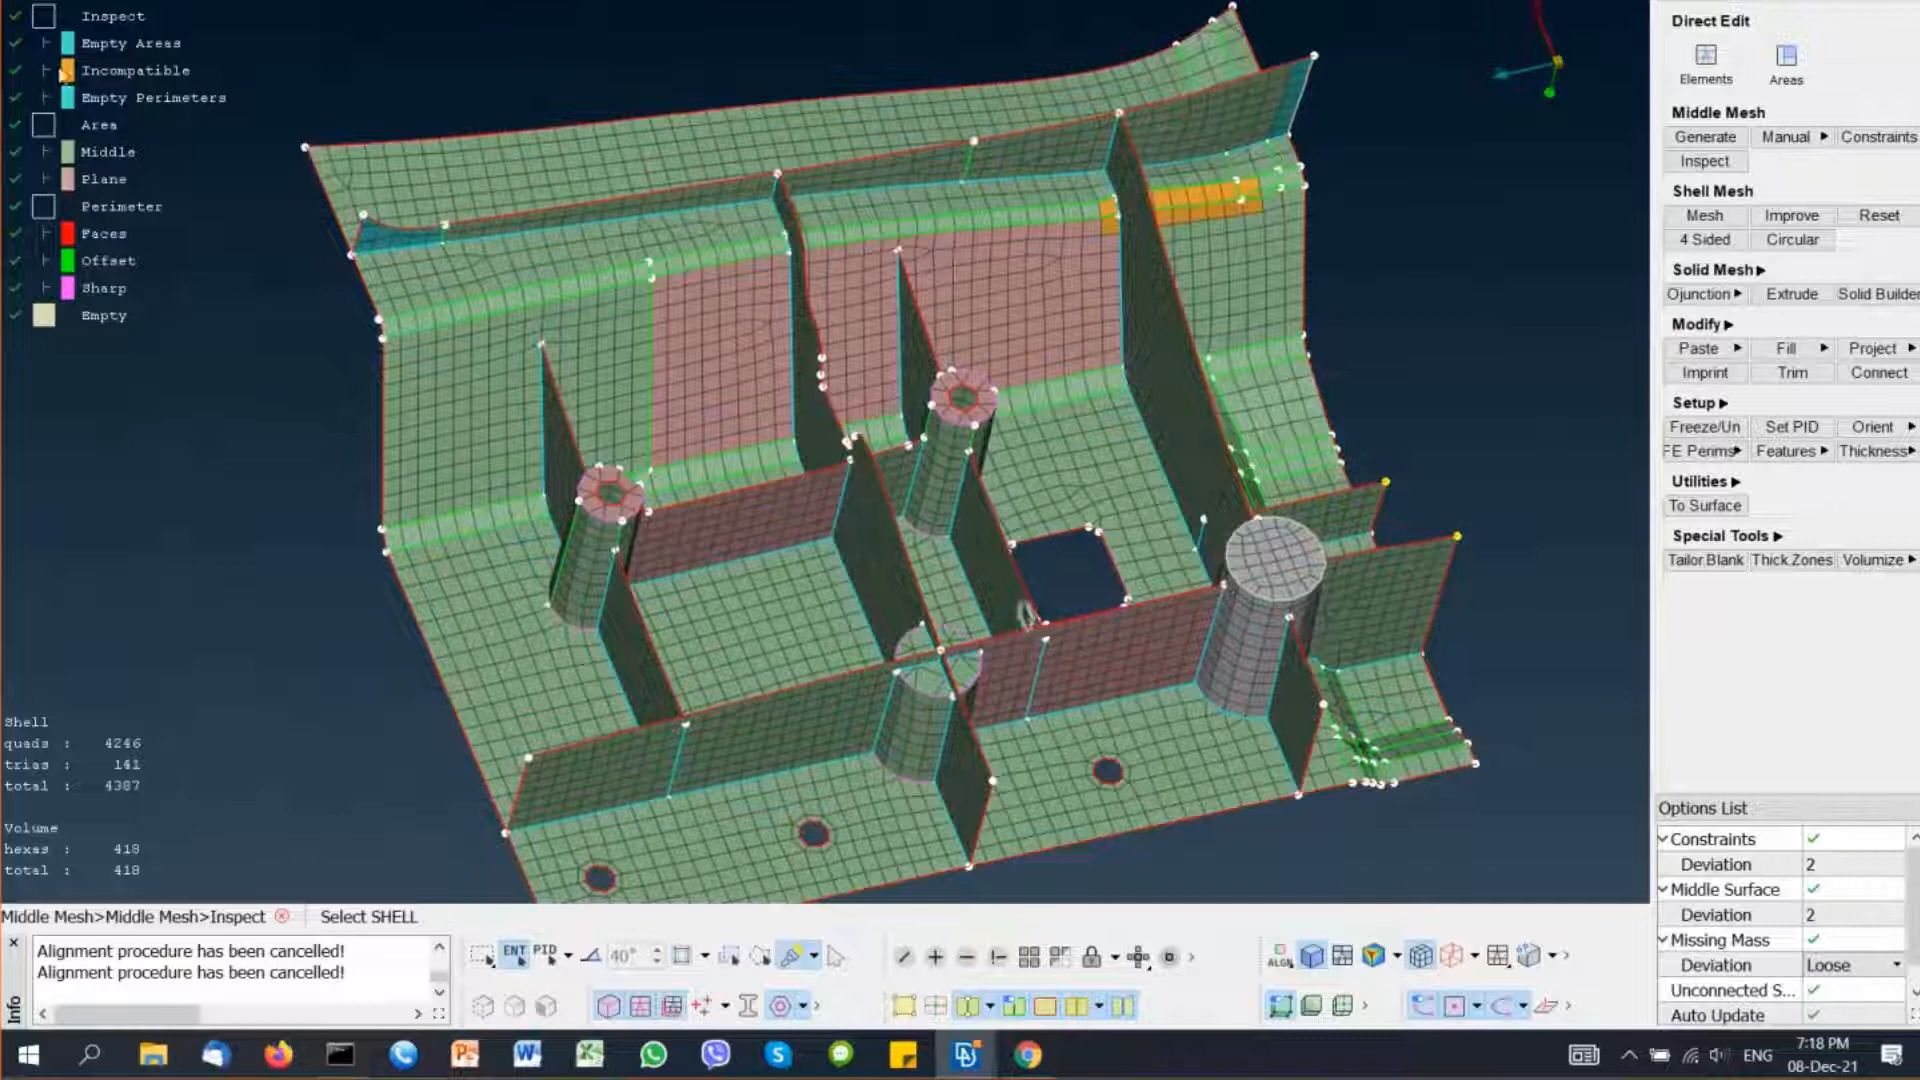 Inspect
Empty Areas
Incompatible
Empty Perimeters
Area
Middle
Plane
Perimeter
Faces
Offset
Sharp
Empty
Shell
quads : 4246
trias : 141
total : 4387
Volume
hexas : 418
total : 418
Direct Edit
Elements Areas
Middle Mesh
Generate Manual Constraints
Inspect
Shell Mesh
Mesh Improve Reset
4 Sided Circular
Solid Mesh
Ojunction Extrude Solid Builder
Modify
Paste Fill Project
Imprint Trim Connect
Setup
Freeze/Un Set PID Orient
FE Perims Features Thickness
Utilities
To Surface
Special Tools
Tailor Blank Thick.Zones Volumize
Options List
Constraints
Deviation 2
Middle Surface
Deviation 2
Missing Mass
Deviation Loose
Unconnected S...
Auto Update
Middle Mesh>Middle Mesh>Inspect Select SHELL
Alignment procedure has been cancelled!
Alignment procedure has been cancelled!
Info
ENT PID 40°
ALGN
ENG
7:18 PM
08-Dec-21